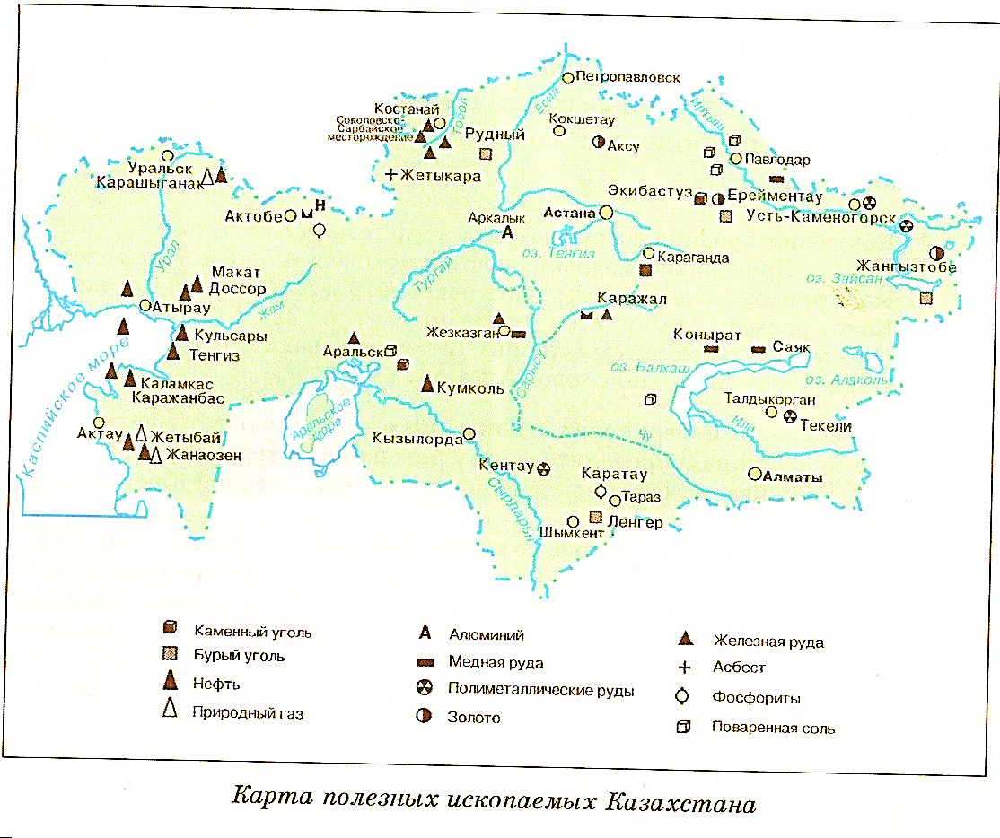 Петропавловск
Костанай
Тобол
Есил
Кокшетау
Иртыш
Соколовско-
Сарбайское
месторождение
Рудный
Аксу
Павлодар
Уральск
Карашыганак
Жетыкара
Экибастуз
Ерейментау
Актобе
Н
Аркалык
А
Астана
Усть-Каменогорск
оз. Тенгиз
Караганда
Жангызтобе
оз. Зайсан
Урал
Макат
Доссор
Тургай
Каражал
Атырау
Жем
Кульсары
Тенгиз
Жезказган
Конырат
Саяк
Аральск
Каспийское море
Каламкас
Каражанбас
Кумколь
Сарысу
оз. Балхаш
оз. Алаколь
Талдыкорган
Текели
Или
Аральское
море
Актау
Жетыбай
Жанаозен
Кызылорда
Чу
Кентау
Каратау
Тараз
Алматы
Сырдарья
Шымкент
Ленгер
Каменный уголь
Бурый уголь
Нефть
Природный газ
А Алюминий
Медная руда
Полиметаллические руды
Золото
Железная руда
Асбест
Фосфориты
Поваренная соль
Карта полезных ископаемых Казахстана